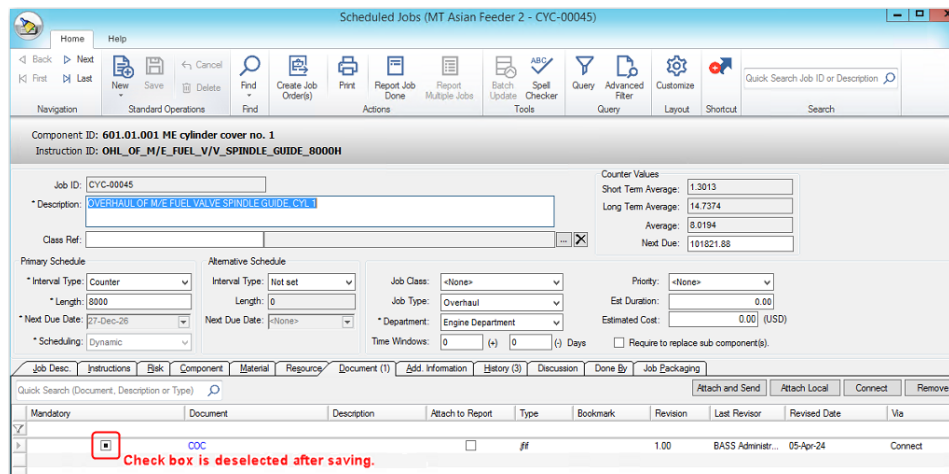 Scheduled Jobs (MT Asian Feeder 2 - CYC-00045)
Home Help
Back Next
First Last
Navigation
New Save Cancel Delete
Standard Operations
Find
Find
Create Job Order(s) Print Report Job Done Report Multiple Jobs
Actions
Batch Update Spell Checker
Tools
Query Advanced Filter
Query
Customize
Layout
Shortcut
Quick Search Job ID or Description
Search
Component ID: 601.01.001 ME cylinder cover no. 1
Instruction ID: OHL_OF_M/E_FUEL_V/V_SPINDLE_GUIDE_8000H
Job ID: CYC-00045
* Description: OVERHAUL OF M/E FUEL VALVE SPINDLE GUIDE, CYL 1
Class Ref: ...
Counter Values
Short Term Average: 1.3013
Long Term Average: 14.7374
Average: 8.0194
Next Due: 101821.88
Primary Schedule
* Interval Type: Counter
* Length: 8000
* Next Due Date: 27-Dec-26
* Scheduling: Dynamic
Alternative Schedule
Interval Type: Not set
Length: 0
Next Due Date: <None>
Job Class: <None>
Job Type: Overhaul
* Department: Engine Department
Time Windows: 0 (+) 0 (-) Days
Priority: <None>
Est Duration: 0.00
Estimated Cost: 0.00 (USD)
Require to replace sub component(s).
Job Desc. Instructions Risk Component Material Resource Document (1) Add. Information History (3) Discussion Done By Job Packaging
Quick Search (Document, Description or Type) Attach and Send Attach Local Connect Remove
Mandatory Document Description Attach to Report Type Bookmark Revision Last Revisor Revised Date Via
COC jfif 1.00 BASS Administr... 05-Apr-24 Connect
Check box is deselected after saving.